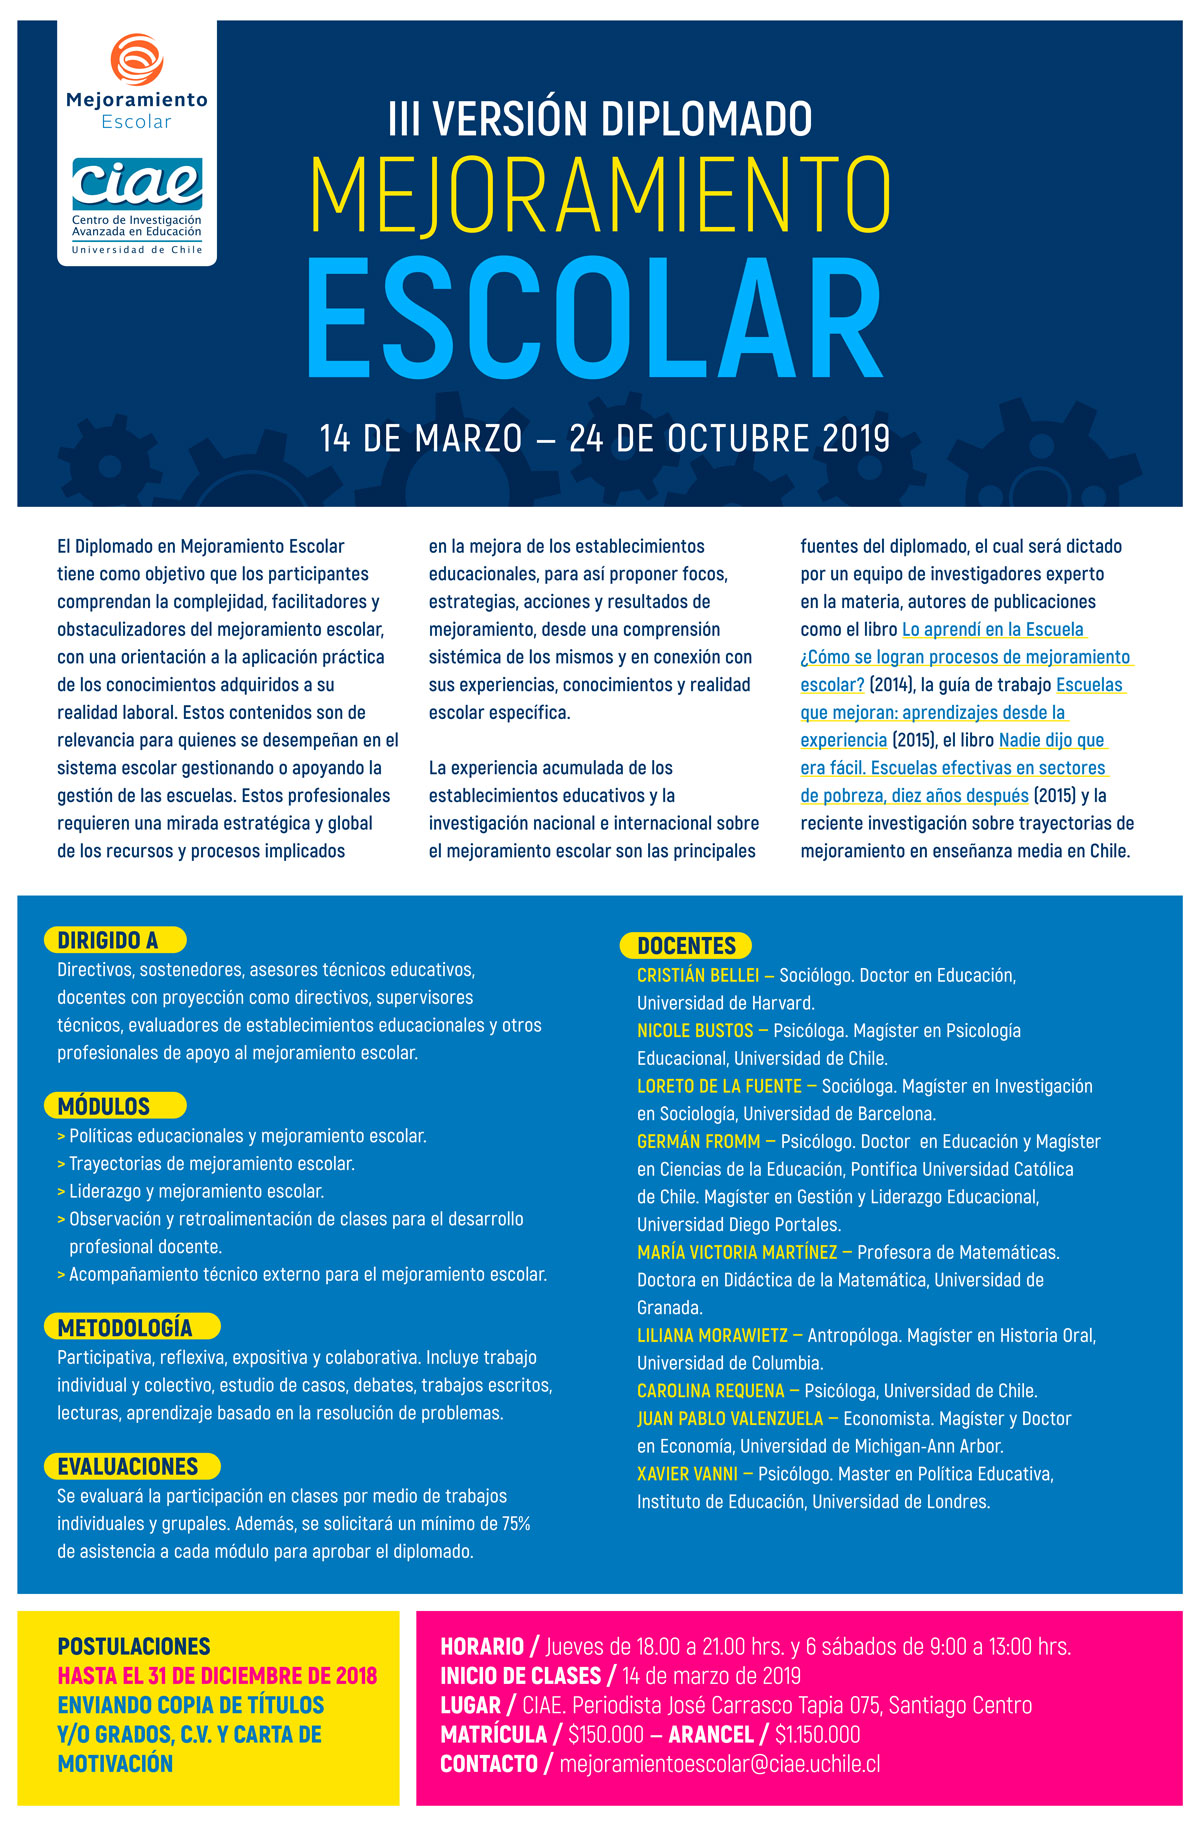 Mejoramiento
Escolar
ciae
Centro de Investigación
Avanzada en Educación
Universidad de Chile
III VERSIÓN DIPLOMADO
MEJORAMIENTO
ESCOLAR
14 DE MARZO – 24 DE OCTUBRE 2019
El Diplomado en Mejoramiento Escolar
tiene como objetivo que los participantes
comprendan la complejidad, facilitadores y
obstaculizadores del mejoramiento escolar,
con una orientación a la aplicación práctica
de los conocimientos adquiridos a su
realidad laboral. Estos contenidos son de
relevancia para quienes se desempeñan en el
sistema escolar gestionando o apoyando la
gestión de las escuelas. Estos profesionales
requieren una mirada estratégica y global
de los recursos y procesos implicados
en la mejora de los establecimientos
educacionales, para así proponer focos,
estrategias, acciones y resultados de
mejoramiento, desde una comprensión
sistémica de los mismos y en conexión con
sus experiencias, conocimientos y realidad
escolar específica.
La experiencia acumulada de los
establecimientos educativos y la
investigación nacional e internacional sobre
el mejoramiento escolar son las principales
fuentes del diplomado, el cual será dictado
por un equipo de investigadores experto
en la materia, autores de publicaciones
como el libro Lo aprendí en la Escuela
¿Cómo se logran procesos de mejoramiento
escolar? (2014), la guía de trabajo Escuelas
que mejoran: aprendizajes desde la
experiencia (2015), el libro Nadie dijo que
era fácil. Escuelas efectivas en sectores
de pobreza, diez años después (2015) y la
reciente investigación sobre trayectorias de
mejoramiento en enseñanza media en Chile.
DIRIGIDO A
Directivos, sostenedores, asesores técnicos educativos,
docentes con proyección como directivos, supervisores
técnicos, evaluadores de establecimientos educacionales y otros
profesionales de apoyo al mejoramiento escolar.
MÓDULOS
> Políticas educacionales y mejoramiento escolar.
> Trayectorias de mejoramiento escolar.
> Liderazgo y mejoramiento escolar.
> Observación y retroalimentación de clases para el desarrollo
profesional docente.
> Acompañamiento técnico externo para el mejoramiento escolar.
METODOLOGÍA
Participativa, reflexiva, expositiva y colaborativa. Incluye trabajo
individual y colectivo, estudio de casos, debates, trabajos escritos,
lecturas, aprendizaje basado en la resolución de problemas.
EVALUACIONES
Se evaluará la participación en clases por medio de trabajos
individuales y grupales. Además, se solicitará un mínimo de 75%
de asistencia a cada módulo para aprobar el diplomado.
DOCENTES
CRISTIÁN BELLEI – Sociólogo. Doctor en Educación,
Universidad de Harvard.
NICOLE BUSTOS – Psicóloga. Magíster en Psicología
Educacional, Universidad de Chile.
LORETO DE LA FUENTE – Socióloga. Magíster en Investigación
en Sociología, Universidad de Barcelona.
GERMÁN FROMM – Psicólogo. Doctor en Educación y Magíster
en Ciencias de la Educación, Pontifica Universidad Católica
de Chile. Magíster en Gestión y Liderazgo Educacional,
Universidad Diego Portales.
MARÍA VICTORIA MARTÍNEZ – Profesora de Matemáticas.
Doctora en Didáctica de la Matemática, Universidad de
Granada.
LILIANA MORAWIETZ – Antropóloga. Magíster en Historia Oral,
Universidad de Columbia.
CAROLINA REQUENA – Psicóloga, Universidad de Chile.
JUAN PABLO VALENZUELA – Economista. Magíster y Doctor
en Economía, Universidad de Michigan-Ann Arbor.
XAVIER VANNI – Psicólogo. Master en Política Educativa,
Instituto de Educación, Universidad de Londres.
POSTULACIONES
HASTA EL 31 DE DICIEMBRE DE 2018
ENVIANDO COPIA DE TÍTULOS
Y/O GRADOS, C.V. Y CARTA DE
MOTIVACIÓN
HORARIO / Jueves de 18.00 a 21.00 hrs. y 6 sábados de 9:00 a 13:00 hrs.
INICIO DE CLASES / 14 de marzo de 2019
LUGAR / CIAE. Periodista José Carrasco Tapia 075, Santiago Centro
MATRÍCULA / $150.000 – ARANCEL / $1.150.000
CONTACTO / mejoramientoescolar@ciae.uchile.cl